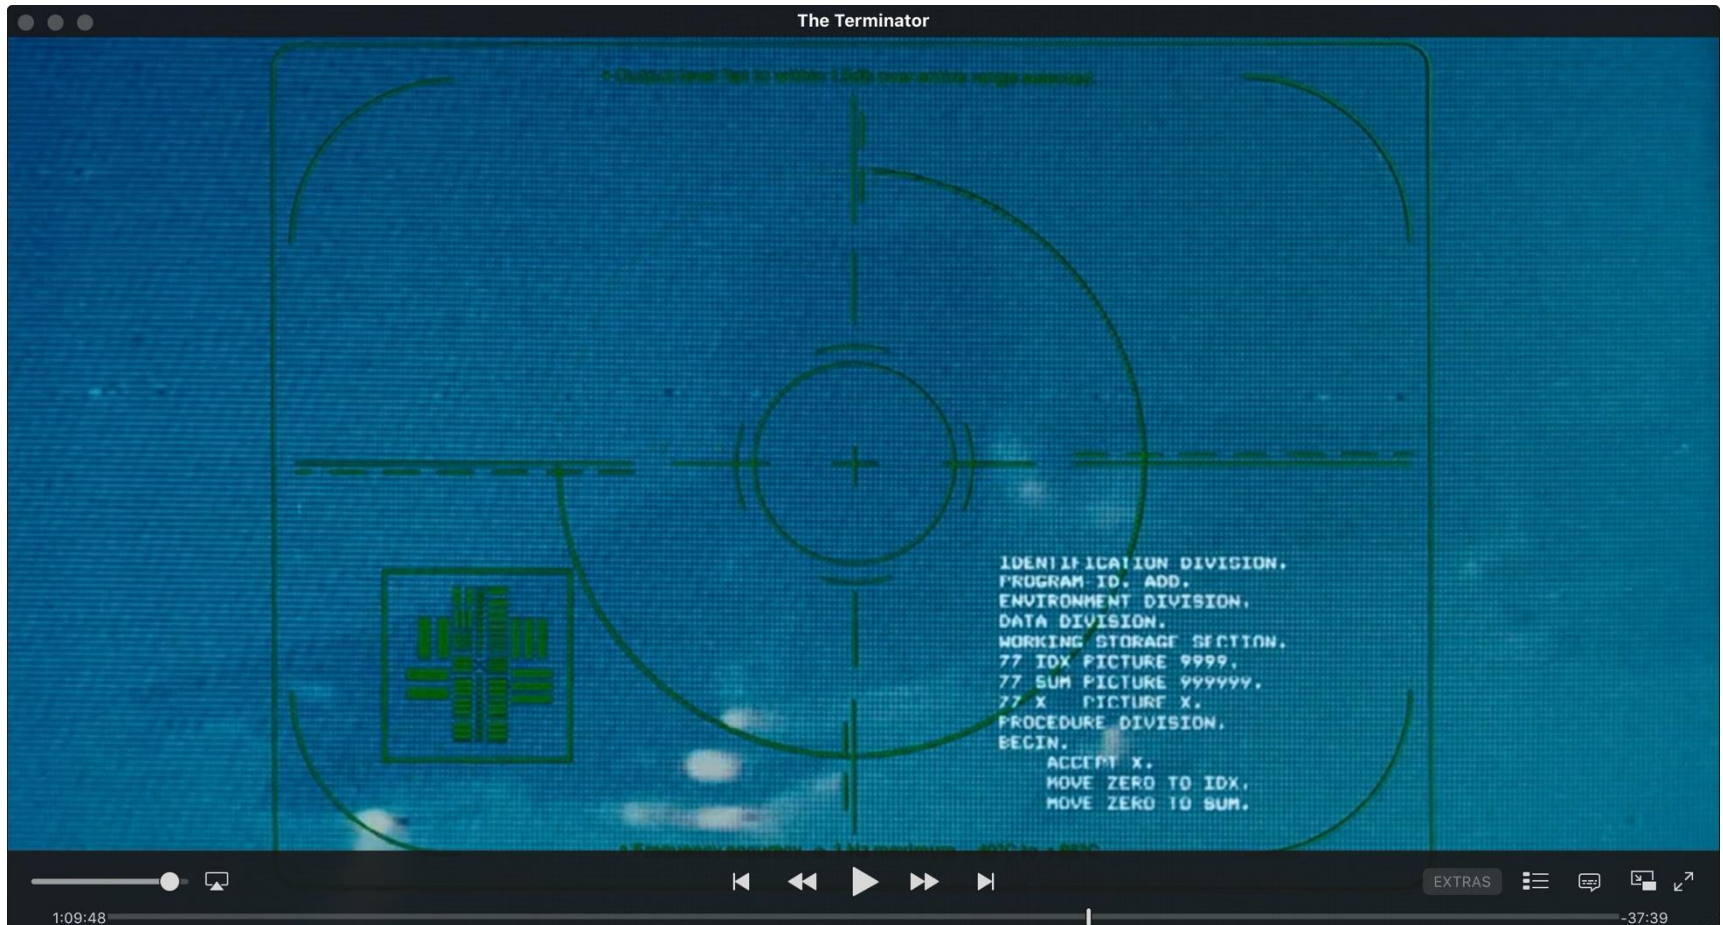 The Terminator
IDENTIFICATION DIVISION.
PROGRAM ID. ADD.
ENVIRONMENT DIVISION.
DATA DIVISION.
WORKING STORAGE SECTION.
77 IDX PICTURE 9999.
77 SUM PICTURE 999999.
77 X   PICTURE X.
PROCEDURE DIVISION.
BEGIN.
ACCEPT X.
MOVE ZERO TO IDX.
MOVE ZERO TO SUM.
EXTRAS
1:09:48
-37:39